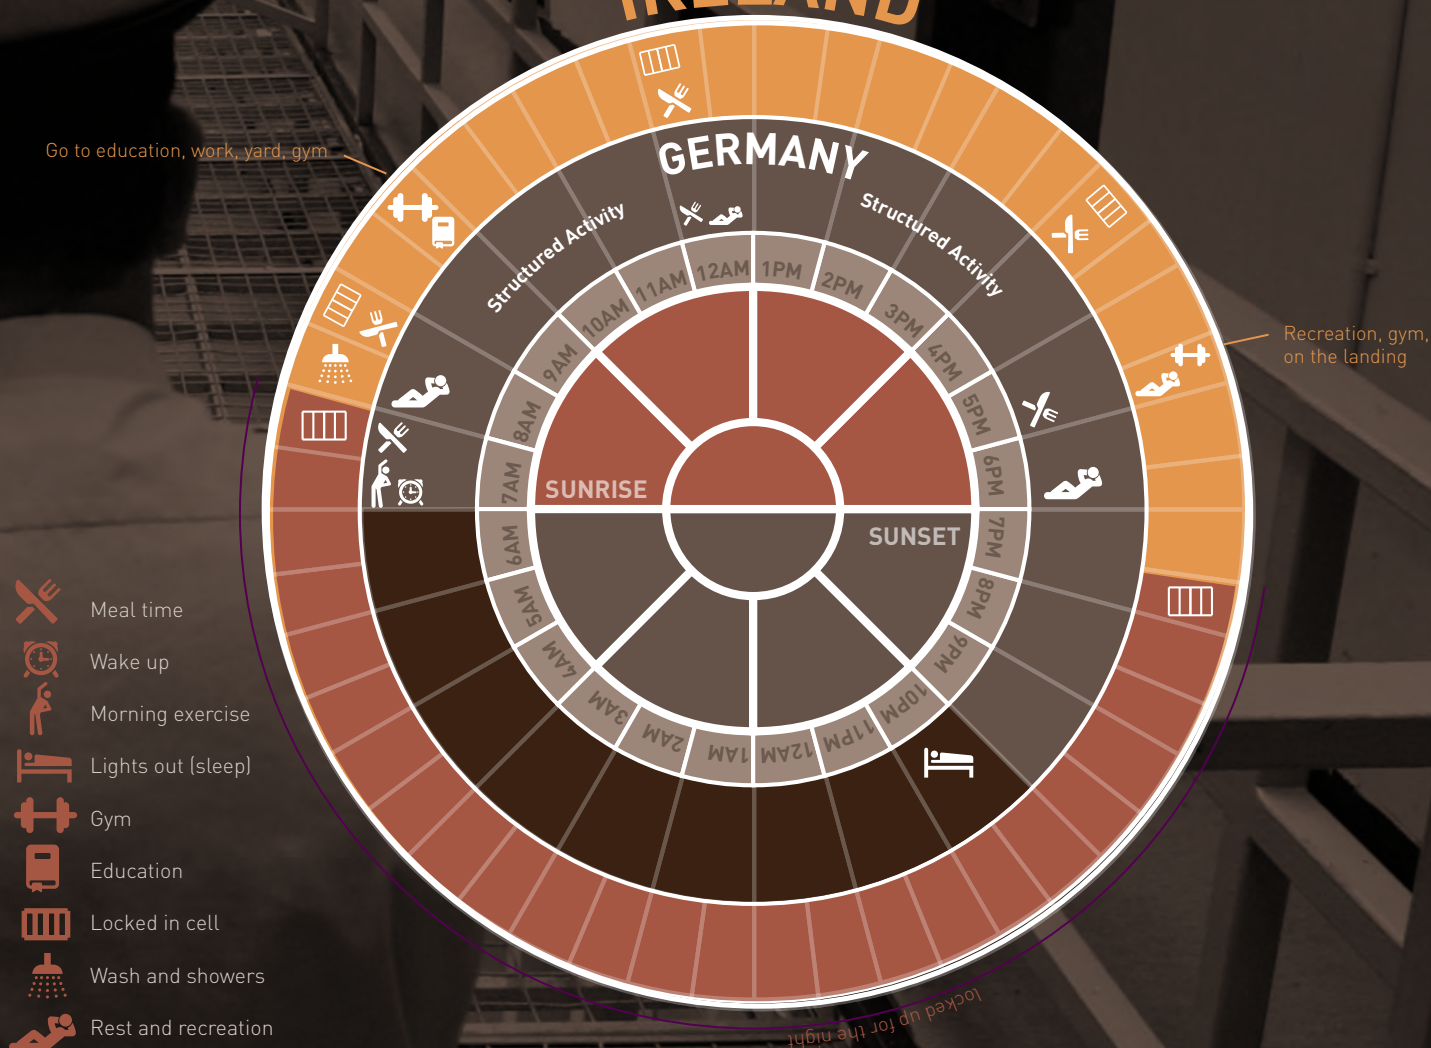 IRELAND
GERMANY
Structured Activity
Structured Activity
Go to education, work, yard, gym
Recreation, gym,
on the landing
12AM
1PM
2PM
3PM
4PM
5PM
6PM
7PM
8PM
9PM
10PM
11PM
12AM
1AM
2AM
3AM
4AM
5AM
6AM
7AM
8AM
9AM
10AM
11AM
SUNRISE
SUNSET
Meal time
Wake up
Morning exercise
Lights out (sleep)
Gym
Education
Locked in cell
Wash and showers
Rest and recreation
locked up for the night